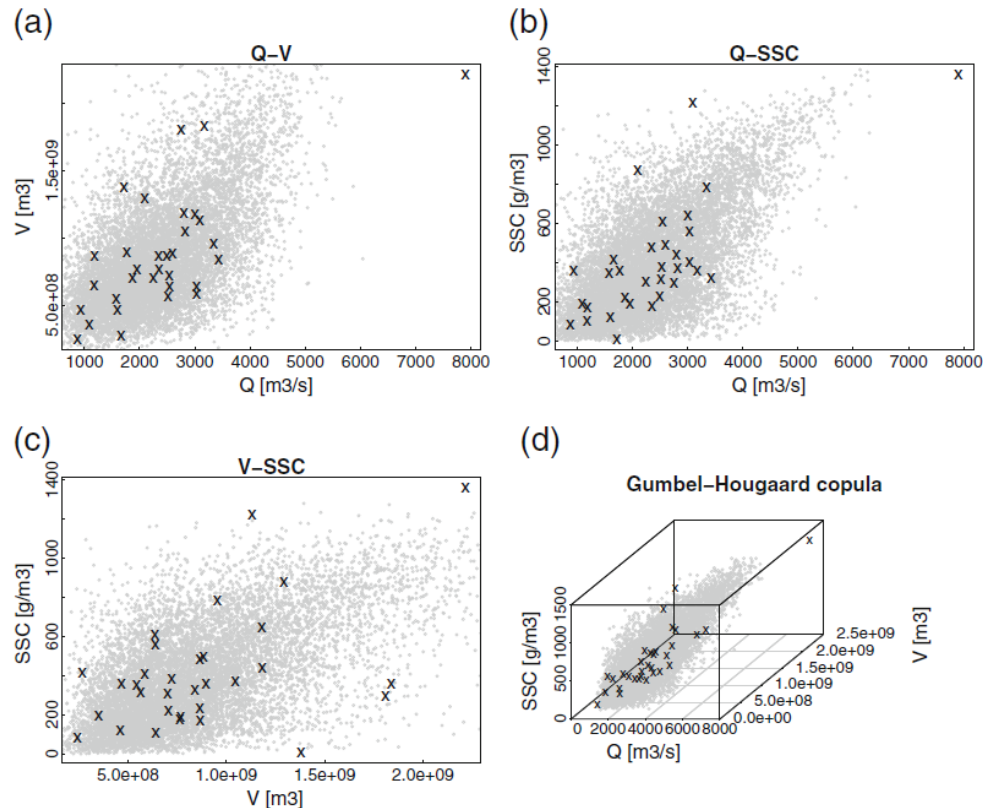 (a)
Q−V
V [m3]
5.0e+08 1.5e+09
1000 2000 3000 4000 5000 6000 7000 8000
Q [m3/s]
(b)
Q−SSC
SSC [g/m3]
0 200 600 1000 1400
1000 2000 3000 4000 5000 6000 7000 8000
Q [m3/s]
(c)
V−SSC
SSC [g/m3]
0 200 600 1000 1400
5.0e+08 1.0e+09 1.5e+09 2.0e+09
V [m3]
(d)
Gumbel−Hougaard copula
SSC [g/m3]
0 500 1000 1500
0 2000 4000 6000 8000
Q [m3/s]
0.0e+00 5.0e+08 1.0e+09 1.5e+09 2.0e+09 2.5e+09
V [m3]